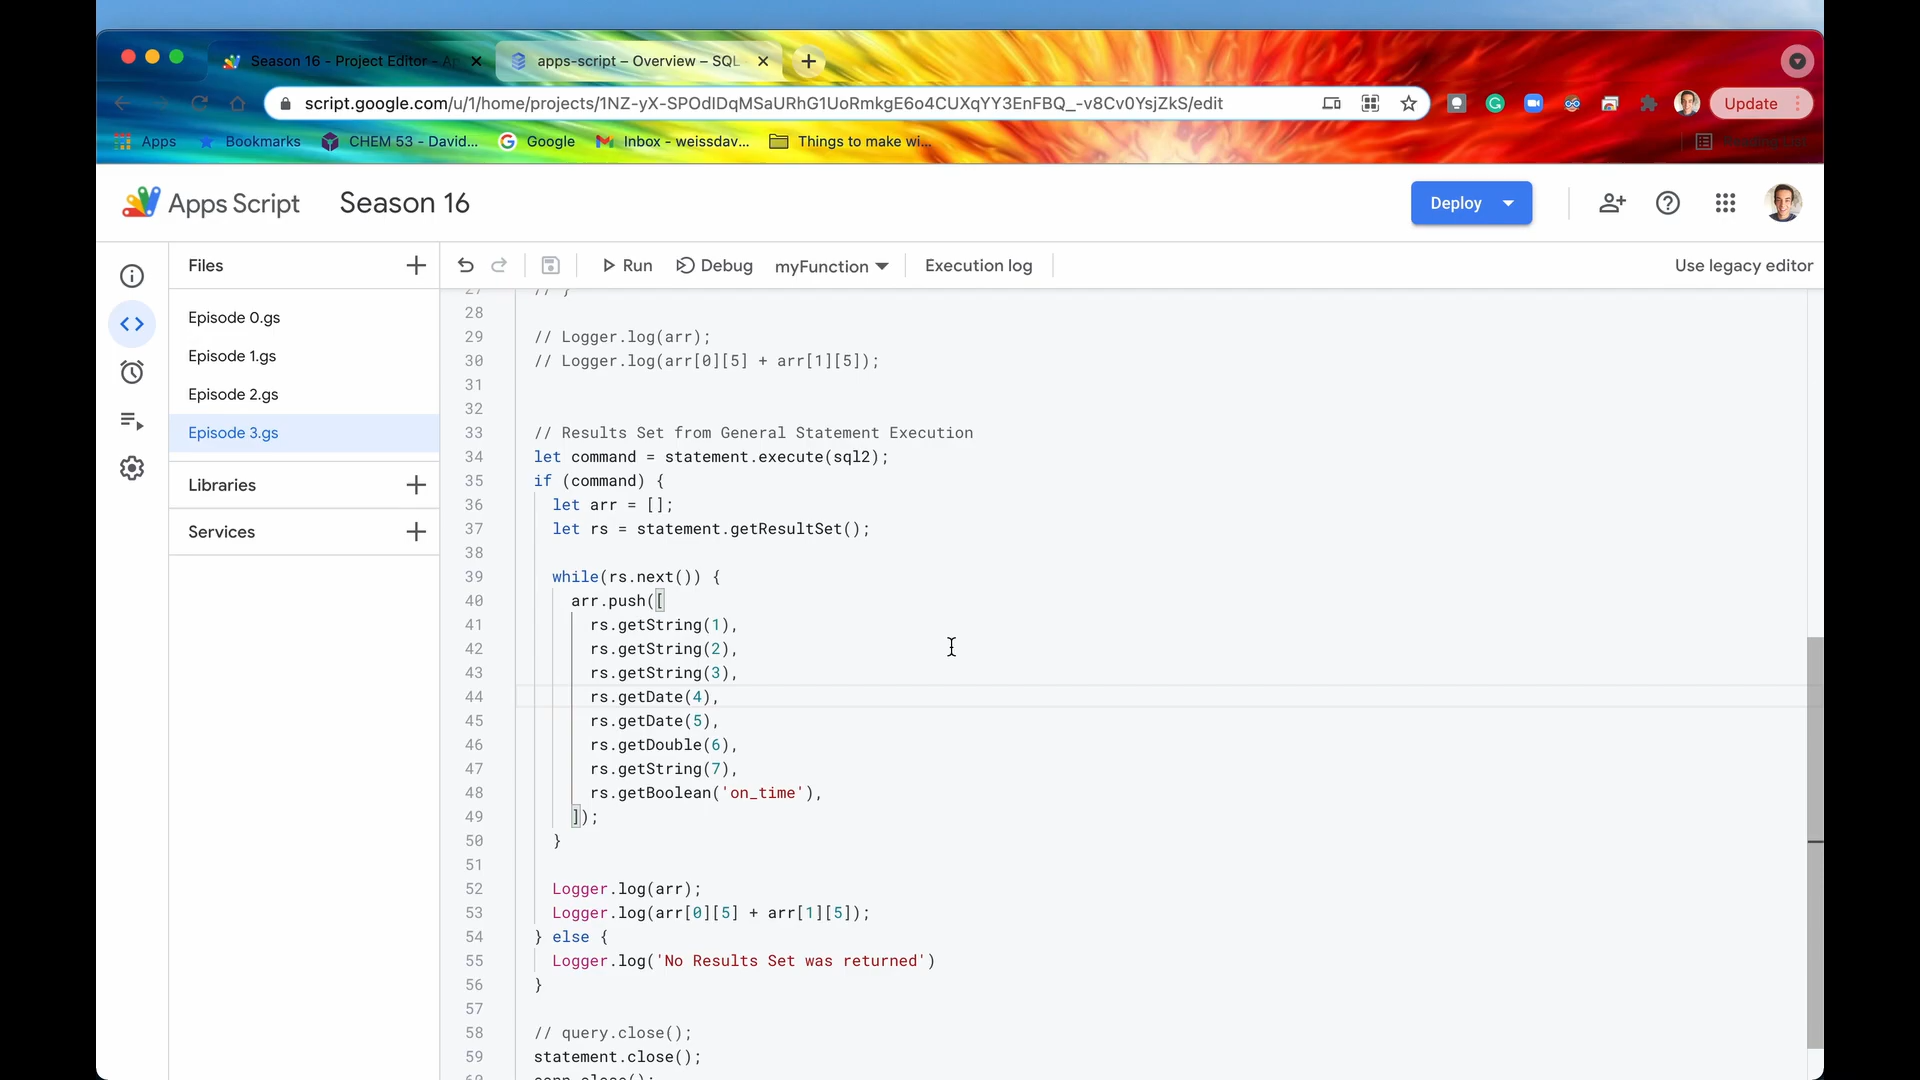 Season 16 - Project Editor - Ap
apps-script – Overview – SQL
script.google.com/u/1/home/projects/1NZ-yX-SPOdlDqMSaURhG1UoRmkgE6o4CUXqYY3EnFBQ_-v8Cv0YsjZkS/edit
Update
Apps
Bookmarks
CHEM 53 - David...
Google
Inbox - weissdav...
Things to make wi...
Reading List
Apps Script
Season 16
Deploy
Files
Run
Debug
myFunction
Execution log
Use legacy editor
Episode 0.gs
Episode 1.gs
Episode 2.gs
Episode 3.gs
Libraries
Services
27 // }
28
29 // Logger.log(arr);
30 // Logger.log(arr[0][5] + arr[1][5]);
31
32
33 // Results Set from General Statement Execution
34 let command = statement.execute(sql2);
35 if (command) {
36 let arr = [];
37 let rs = statement.getResultSet();
38
39 while(rs.next()) {
40 arr.push([
41 rs.getString(1),
42 rs.getString(2),
43 rs.getString(3),
44 rs.getDate(4),
45 rs.getDate(5),
46 rs.getDouble(6),
47 rs.getString(7),
48 rs.getBoolean('on_time'),
49 ]);
50 }
51
52 Logger.log(arr);
53 Logger.log(arr[0][5] + arr[1][5]);
54 } else {
55 Logger.log('No Results Set was returned')
56 }
57
58 // query.close();
59 statement.close();
60 conn.close();